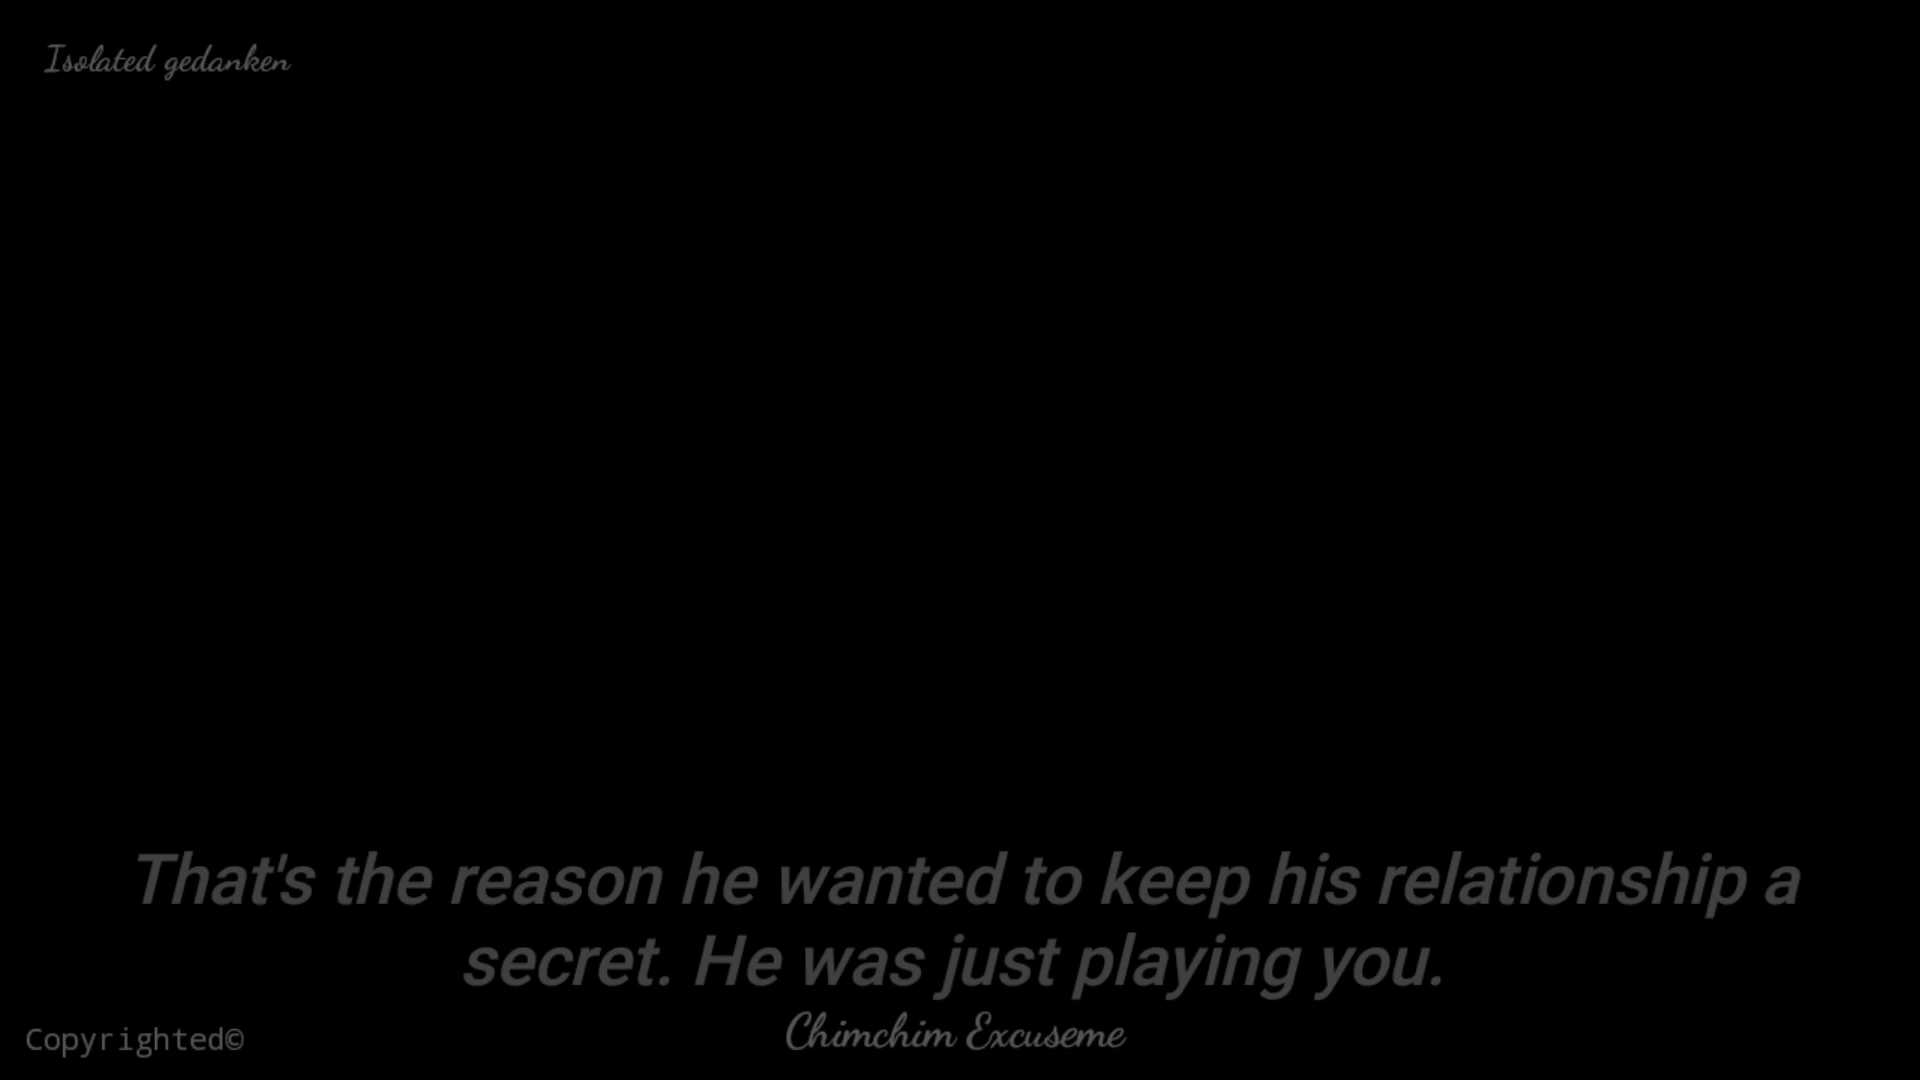 Isolated gedanken
That's the reason he wanted to keep his relationship a
secret. He was just playing you.
Chimchim Excuseme
Copyrighted©